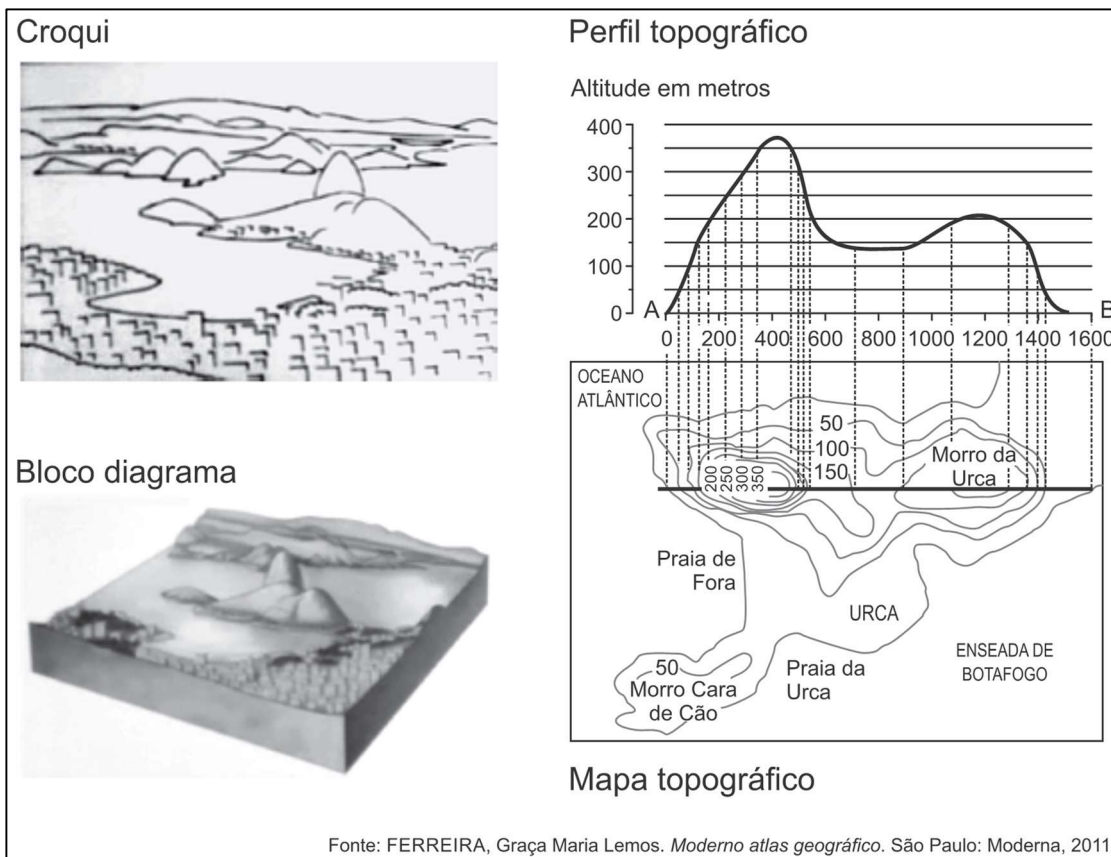 Croqui
Perfil topográfico
Altitude em metros
400
300
200
100
0
A
B
0 200 400 600 800 1000 1200 1400 1600
OCEANO
ATLÂNTICO
50
100
150
200
250
300
350
Morro da
Urca
Bloco diagrama
Praia de
Fora
URCA
ENSEADA DE
BOTAFOGO
50
Morro Cara
de Cão
Praia da
Urca
Mapa topográfico
Fonte: FERREIRA, Graça Maria Lemos. Moderno atlas geográfico. São Paulo: Moderna, 2011